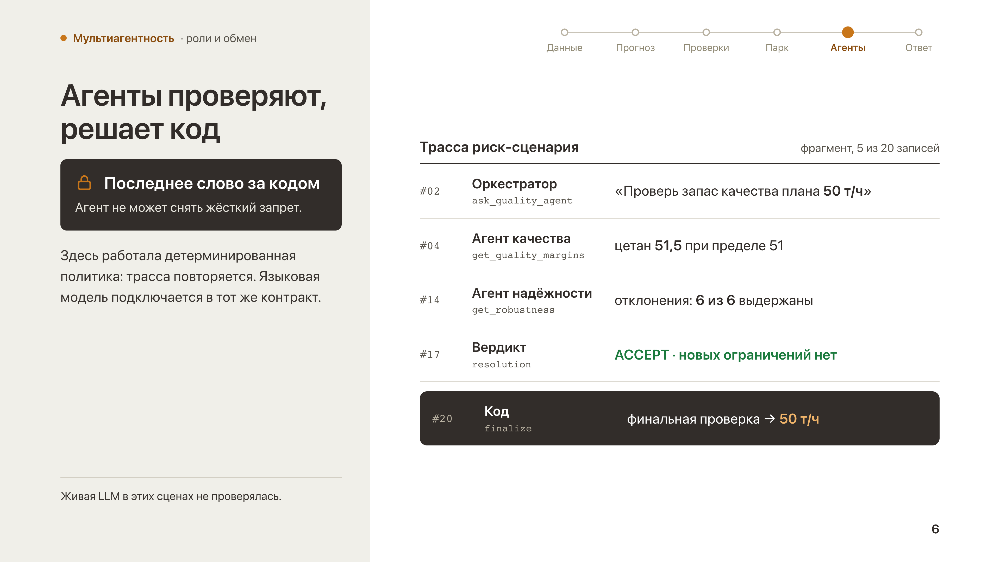 Мультиагентность · роли и обмен
Данные
Прогноз
Проверки
Парк
Агенты
Ответ
Агенты проверяют,
решает код
Последнее слово за кодом
Агент не может снять жёсткий запрет.
Здесь работала детерминированная
политика: трасса повторяется. Языковая
модель подключается в тот же контракт.
Живая LLM в этих сценах не проверялась.
Трасса риск-сценария
фрагмент, 5 из 20 записей
#02
Оркестратор
ask_quality_agent
«Проверь запас качества плана 50 т/ч»
#04
Агент качества
get_quality_margins
цетан 51,5 при пределе 51
#14
Агент надёжности
get_robustness
отклонения: 6 из 6 выдержаны
#17
Вердикт
resolution
ACCEPT · новых ограничений нет
#20
Код
finalize
финальная проверка → 50 т/ч
6